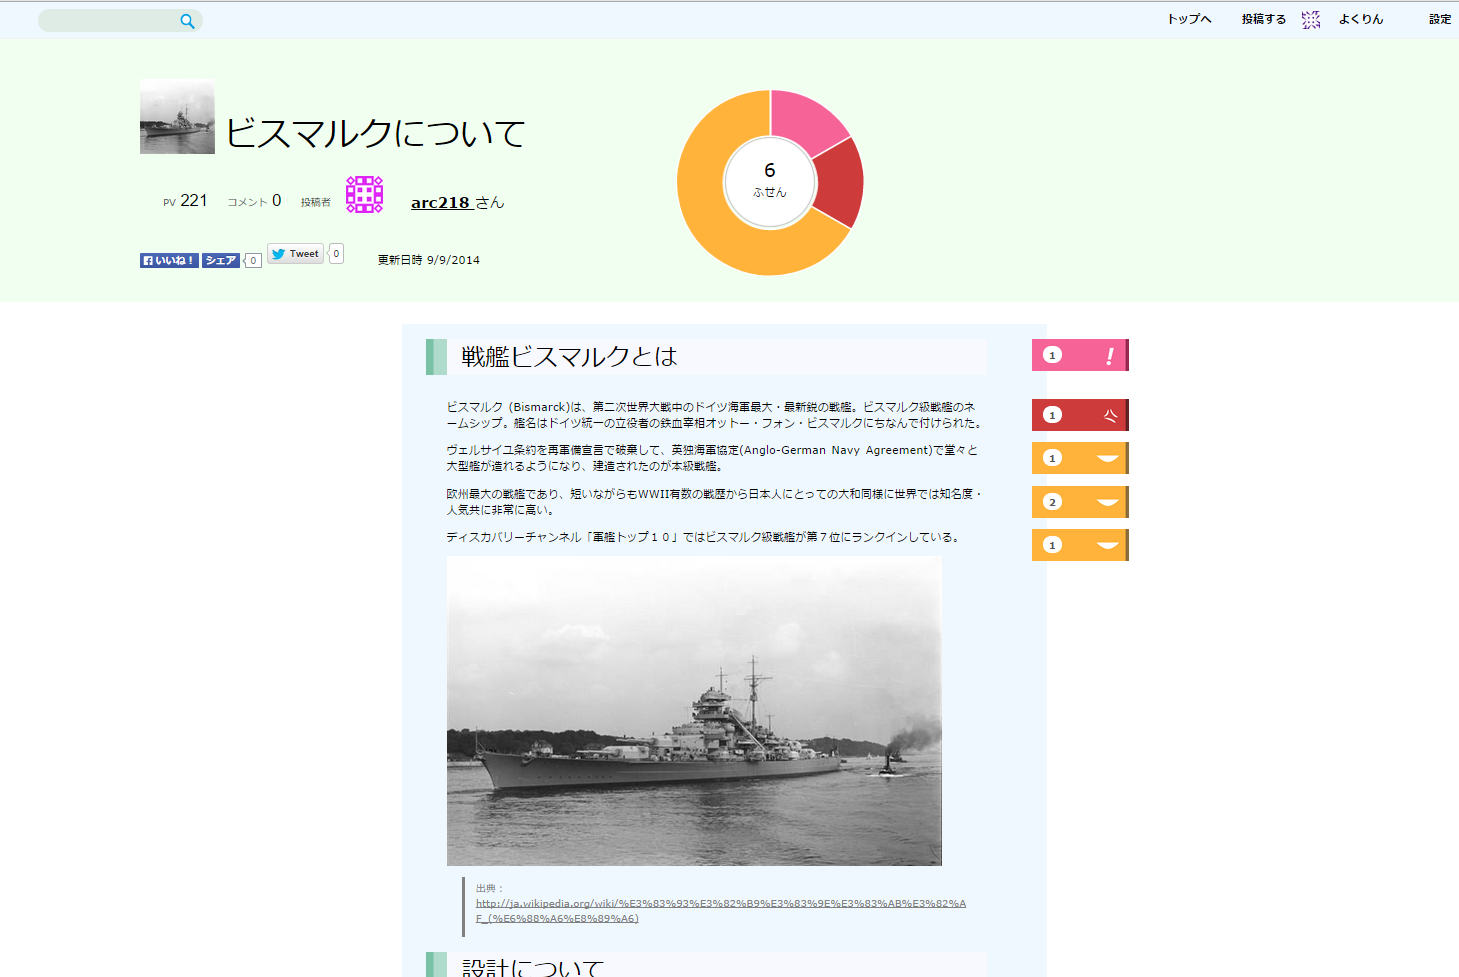 トップへ 投稿する よくりん 設定
ビスマルクについて
PV 221 コメント 0 投稿者 arc218 さん
いいね！ シェア 0 Tweet 0 更新日時 9/9/2014
6
ふせん
戦艦ビスマルクとは
ビスマルク (Bismarck)は、第二次世界大戦中のドイツ海軍最大・最新鋭の戦艦。ビスマルク級戦艦のネ
ームシップ。艦名はドイツ統一の立役者の鉄血宰相オットー・フォン・ビスマルクにちなんで付けられた。
ヴェルサイユ条約を再軍備宣言で破棄して、英独海軍協定(Anglo-German Navy Agreement)で堂々と
大型艦が造れるようになり、建造されたのが本級戦艦。
欧州最大の戦艦であり、短いながらもWWII有数の戦歴から日本人にとっての大和同様に世界では知名度・
人気共に非常に高い。
ディスカバリーチャンネル「軍艦トップ１０」ではビスマルク級戦艦が第７位にランクインしている。
1 !
1
1
2
1
出典：
http://ja.wikipedia.org/wiki/%E3%83%93%E3%82%B9%E3%83%9E%E3%83%AB%E3%82%A
F_(%E6%88%A6%E8%89%A6)
設計について